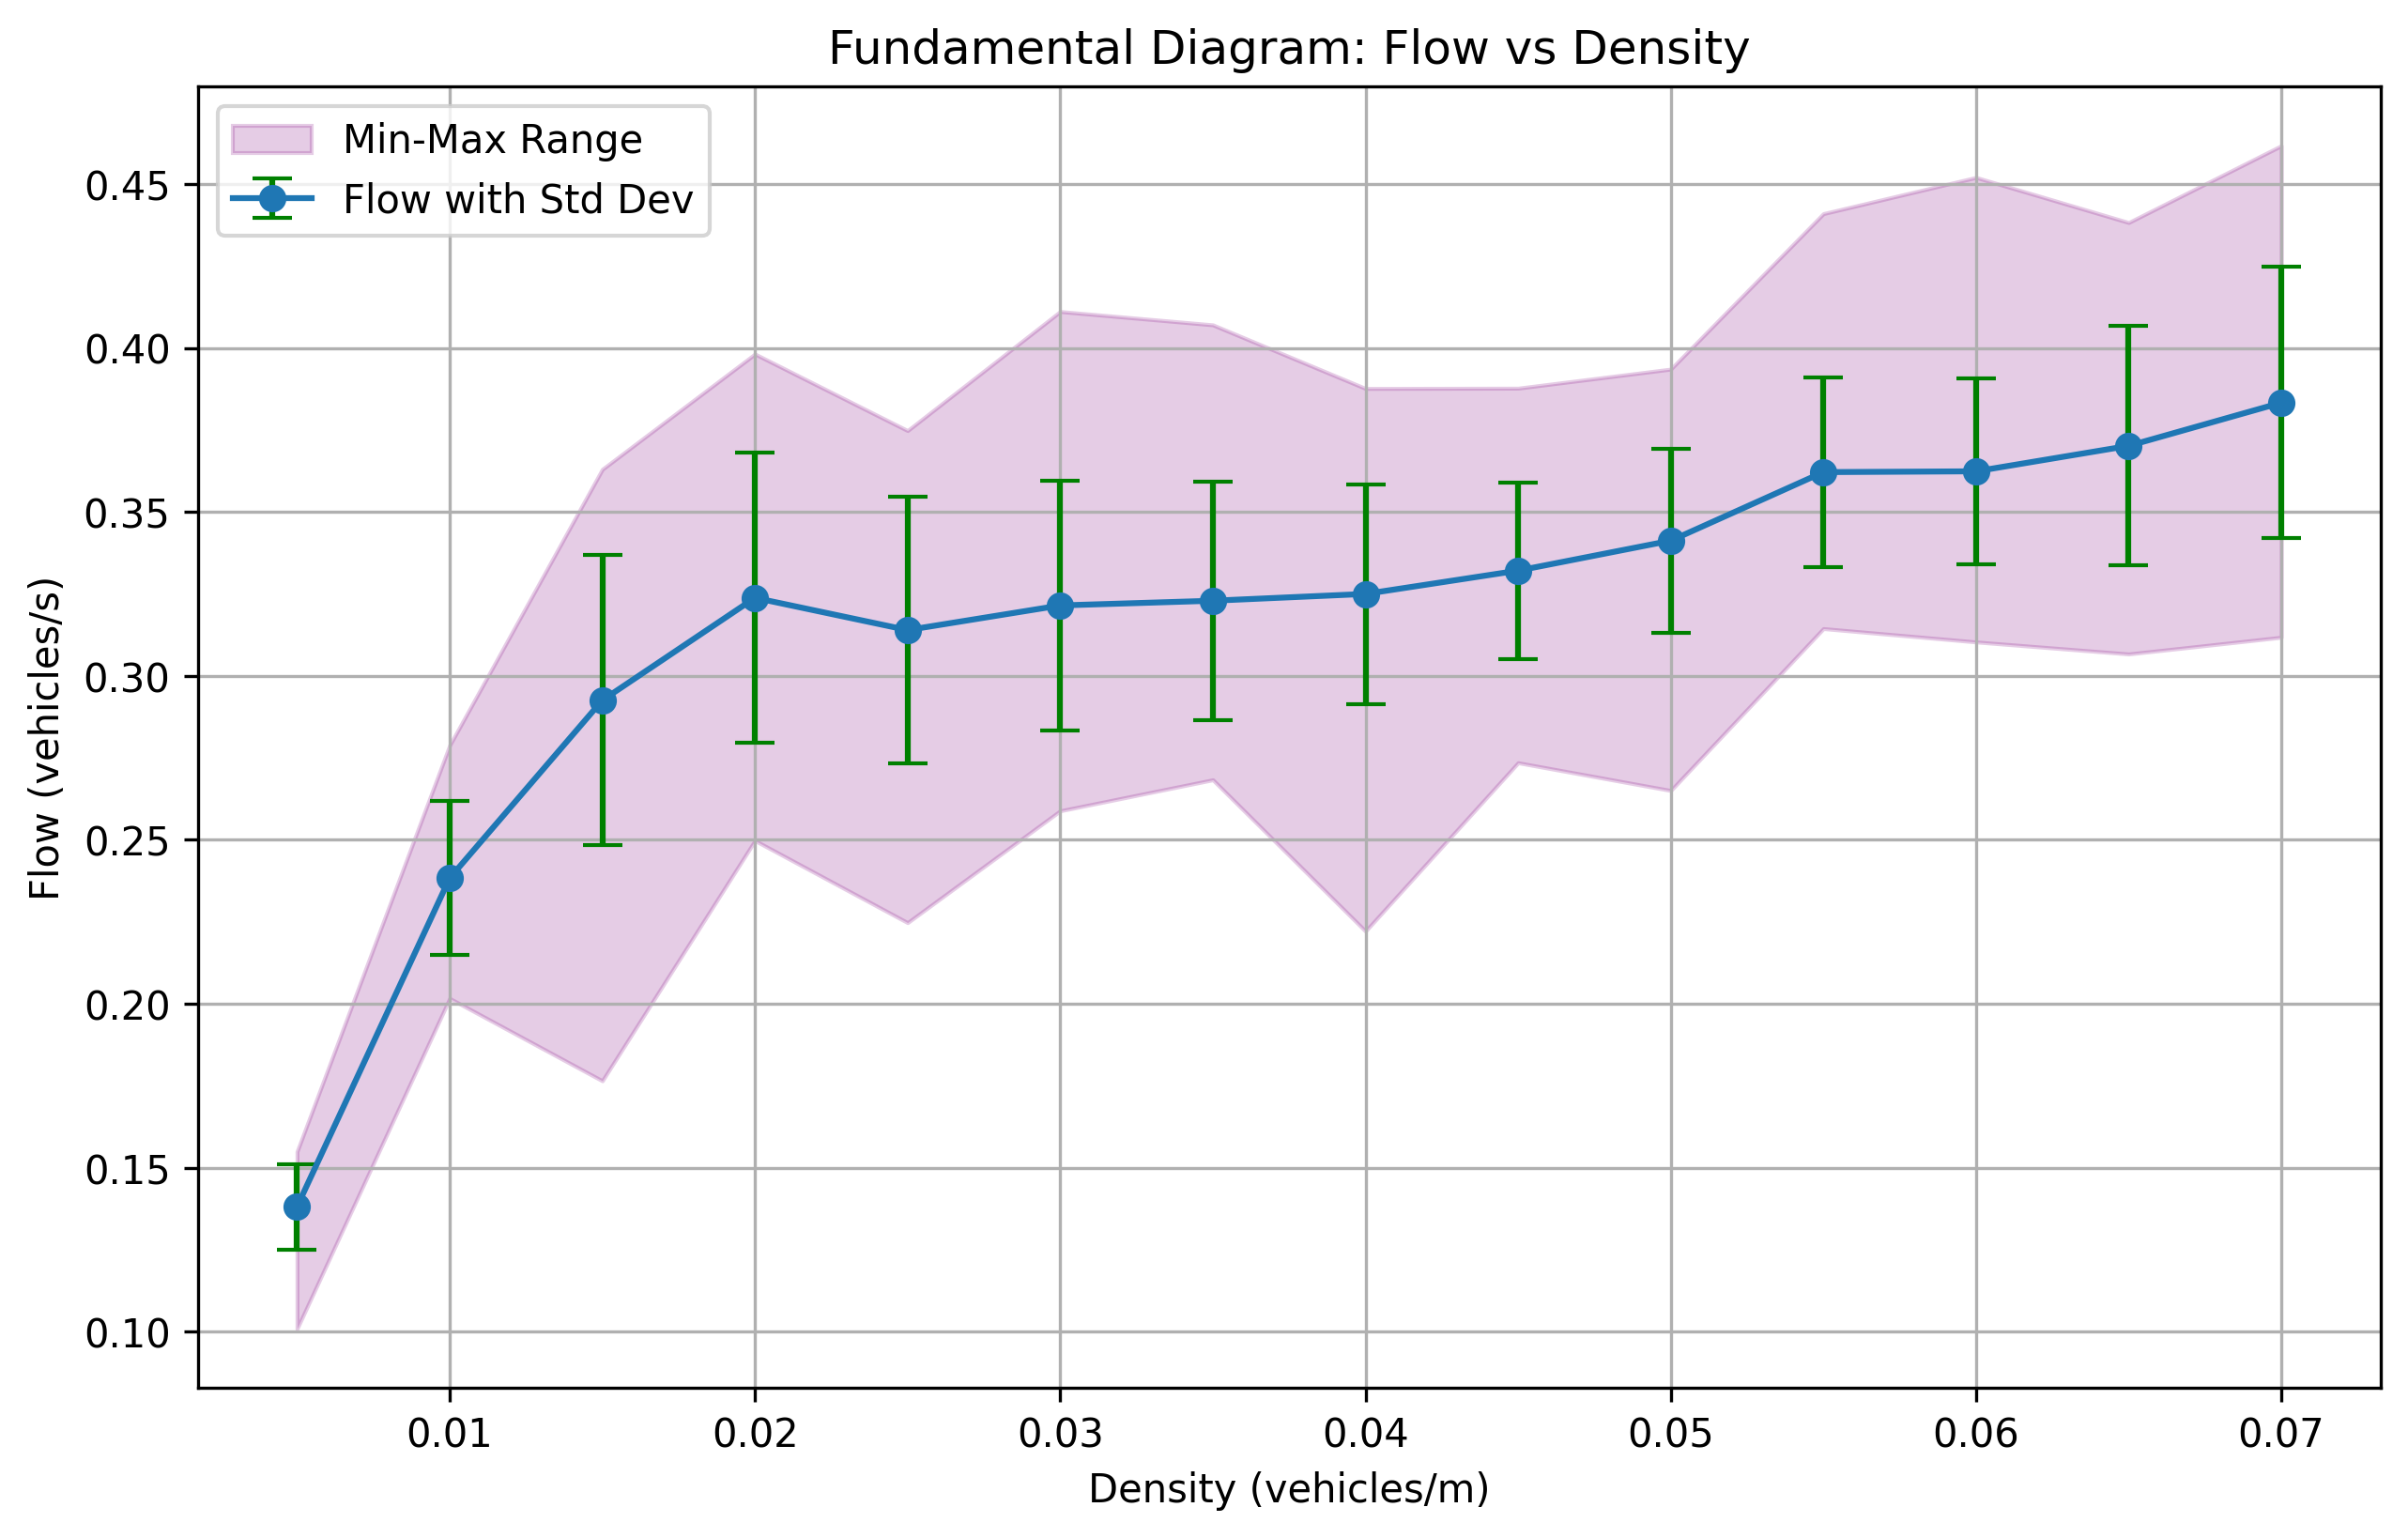 Fundamental Diagram: Flow vs Density
Min-Max Range
Flow with Std Dev
Flow (vehicles/s)
0.45
0.40
0.35
0.30
0.25
0.20
0.15
0.10
0.01 0.02 0.03 0.04 0.05 0.06 0.07
Density (vehicles/m)